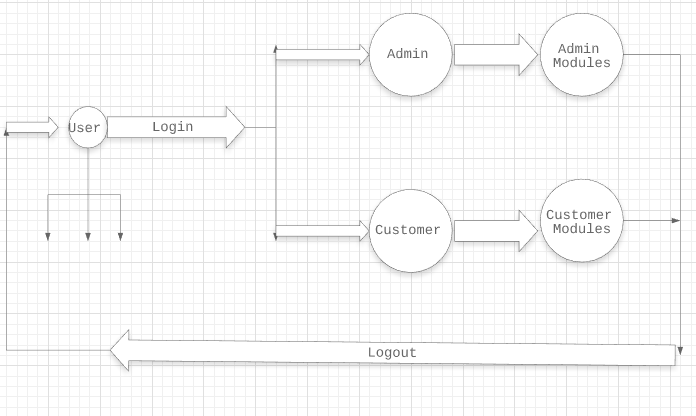 Admin
Admin
Modules
User
Login
Customer
Customer
Modules
Logout